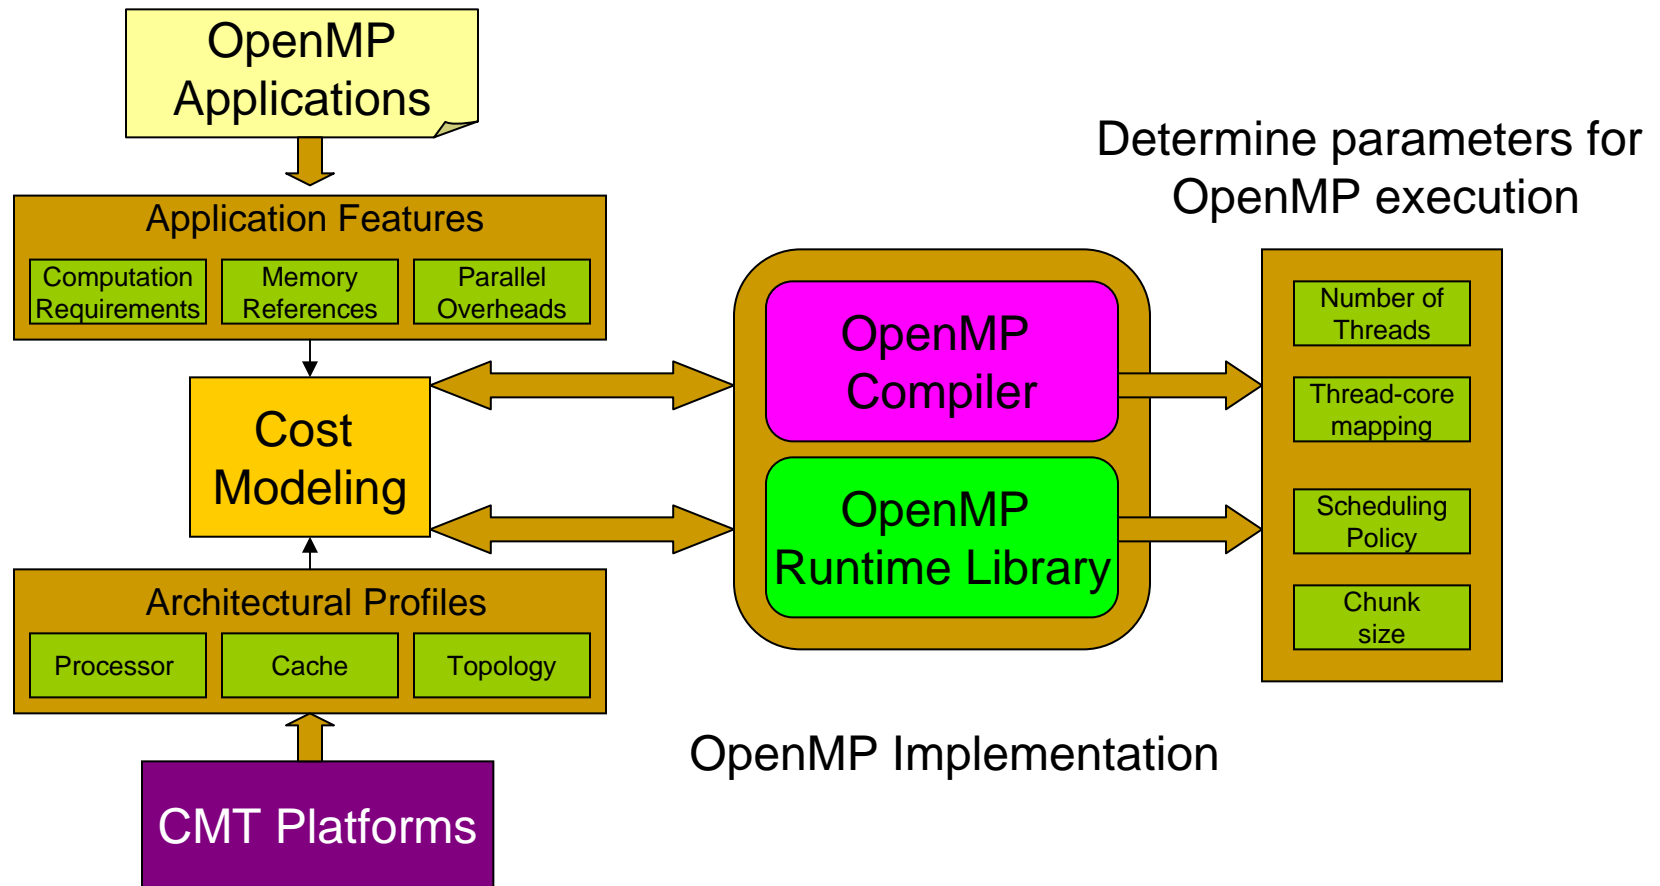 OpenMP
Applications
Application Features
Computation
Requirements
Memory
References
Parallel
Overheads
Cost
Modeling
Architectural Profiles
Processor
Cache
Topology
CMT Platforms
OpenMP
Compiler
OpenMP
Runtime Library
OpenMP Implementation
Determine parameters for
OpenMP execution
Number of
Threads
Thread-core
mapping
Scheduling
Policy
Chunk
size